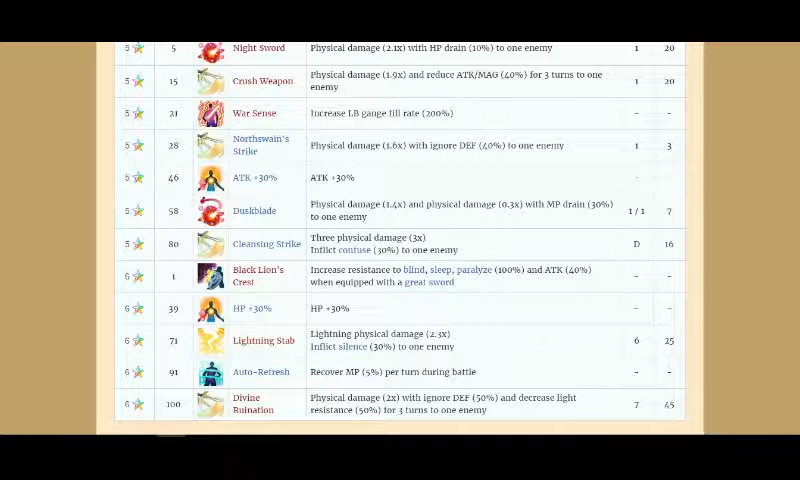 5 5 Night Sword Physical damage (2.1x) with HP drain (10%) to one enemy 1 20
5 15 Crush Weapon Physical damage (1.9x) and reduce ATK/MAG (40%) for 3 turns to one
enemy 1 20
5 21 War Sense Increase LB gauge fill rate (200%) - -
5 28 Northswain's
Strike Physical damage (1.6x) with ignore DEF (40%) to one enemy 1 3
5 46 ATK +30% ATK +30% -
5 58 Duskblade Physical damage (1.4x) and physical damage (0.3x) with MP drain (30%)
to one enemy 1 / 1 7
5 80 Cleansing Strike Three physical damage (3x)
Inflict confuse (30%) to one enemy D 16
6 1 Black Lion's
Crest Increase resistance to blind, sleep, paralyze (100%) and ATK (40%)
when equipped with a great sword - -
6 39 HP +30% HP +30% - -
6 71 Lightning Stab Lightning physical damage (2.3x)
Inflict silence (30%) to one enemy 6 25
6 91 Auto-Refresh Recover MP (5%) per turn during battle - -
6 100 Divine
Ruination Physical damage (2x) with ignore DEF (50%) and decrease light
resistance (50%) for 3 turns to one enemy 7 45